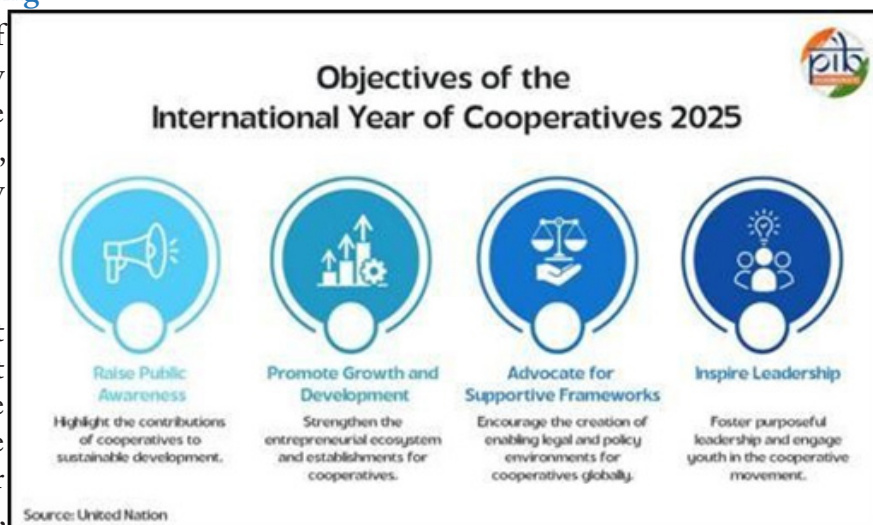 g
f
y
e
,
y
t
t
e
e
r
,
pib
Objectives of the
International Year of Cooperatives 2025
Raise Public
Awareness
Highlight the contributions
of cooperatives to
sustainable development.
Promote Growth and
Development
Strengthen the
entrepreneurial ecosystem
and establishments for
cooperatives.
Advocate for
Supportive Frameworks
Encourage the creation of
enabling legal and policy
environments for
cooperatives globally.
Inspire Leadership
Foster purposeful
leadership and engage
youth in the cooperative
movement.
Source: United Nation